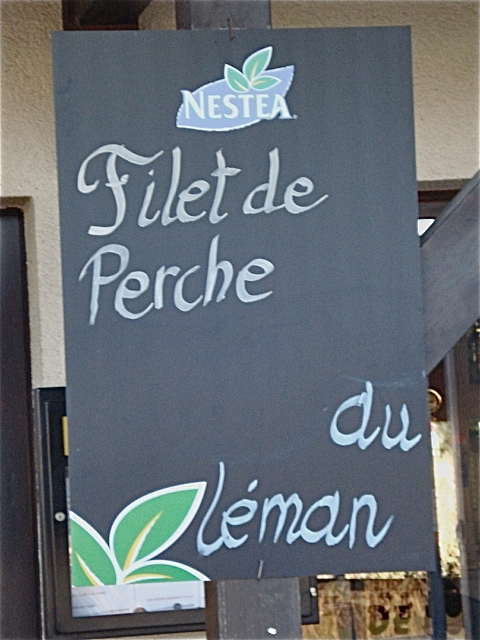 NESTEA
Filet de
Perche
du
léman